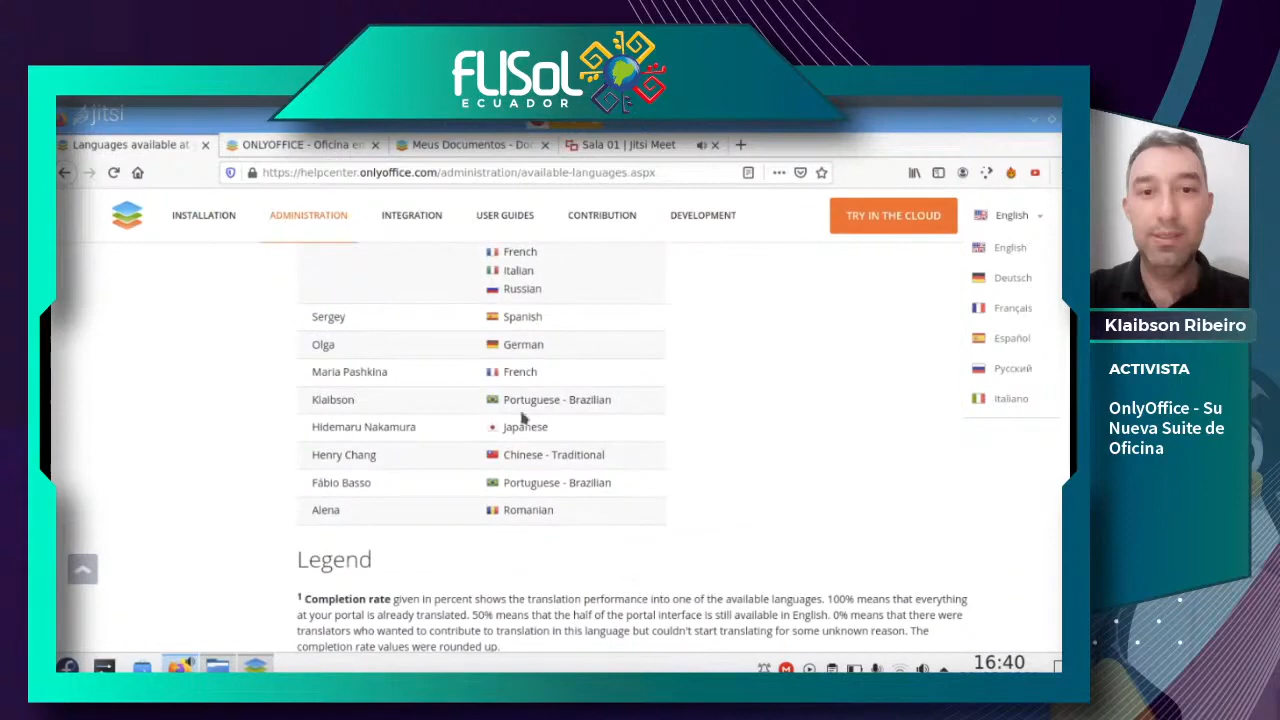 FLISoL
ECUADOR
jitsi
Languages available at
ONLYOFFICE - Oficina en
Meus Documentos - Do
Sala 01 | Jitsi Meet
https://helpcenter.onlyoffice.com/administration/available-languages.aspx
INSTALLATION
ADMINISTRATION
INTEGRATION
USER GUIDES
CONTRIBUTION
DEVELOPMENT
TRY IN THE CLOUD
English
English
Deutsch
Français
Español
Русский
Italiano
French
Italian
Russian
Sergey Spanish
Olga German
Maria Pashkina French
Klaibson Portuguese - Brazilian
Hidemaru Nakamura Japanese
Henry Chang Chinese - Traditional
Fábio Basso Portuguese - Brazilian
Alena Romanian
Legend
1 Completion rate given in percent shows the translation performance into one of the available languages. 100% means that everything
at your portal is already translated. 50% means that the half of the portal interface is still available in English. 0% means that there were
translators who wanted to contribute to translation in this language but couldn't start translating for some unknown reason. The
completion rate values were rounded up.
16:40
Klaibson Ribeiro
ACTIVISTA
OnlyOffice - Su
Nueva Suite de
Oficina